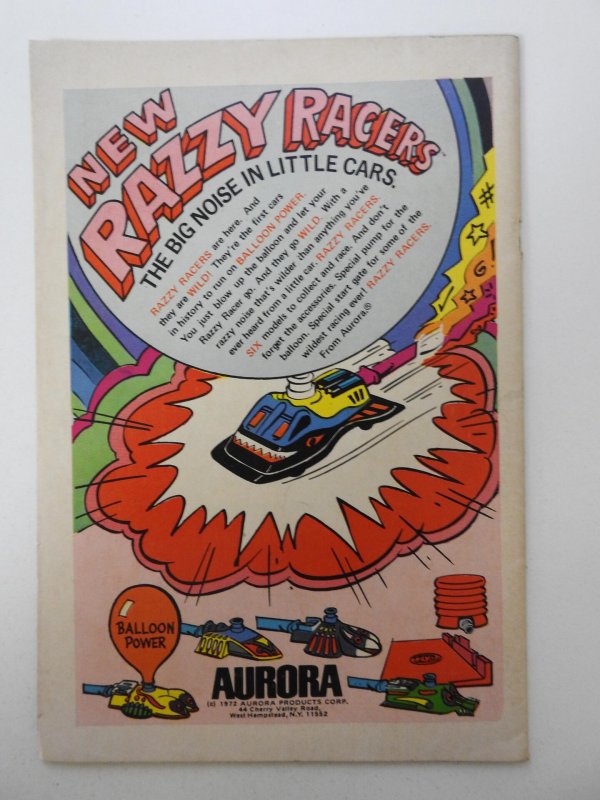 NEW
RAZZY RACERS™
THE BIG NOISE IN LITTLE CARS.
RAZZY RACERS are here. And
they are WILD! They're the first cars
in history to run on BALLOON POWER.
You just blow up the balloon and let your
Razzy Racer go. And they go WILD. With a
razzy noise that's wilder than anything you've
ever heard from a little car. RAZZY RACERS.
SIX models to collect and race. And don't
forget the accessories. Special pump for the
balloon. Special start gate for some of the
wildest racing ever! RAZZY RACERS.
From Aurora.®
BALLOON
POWER
AURORA
(c) 1972 AURORA PRODUCTS CORP.
44 Cherry Valley Road,
West Hempstead, N.Y. 11552